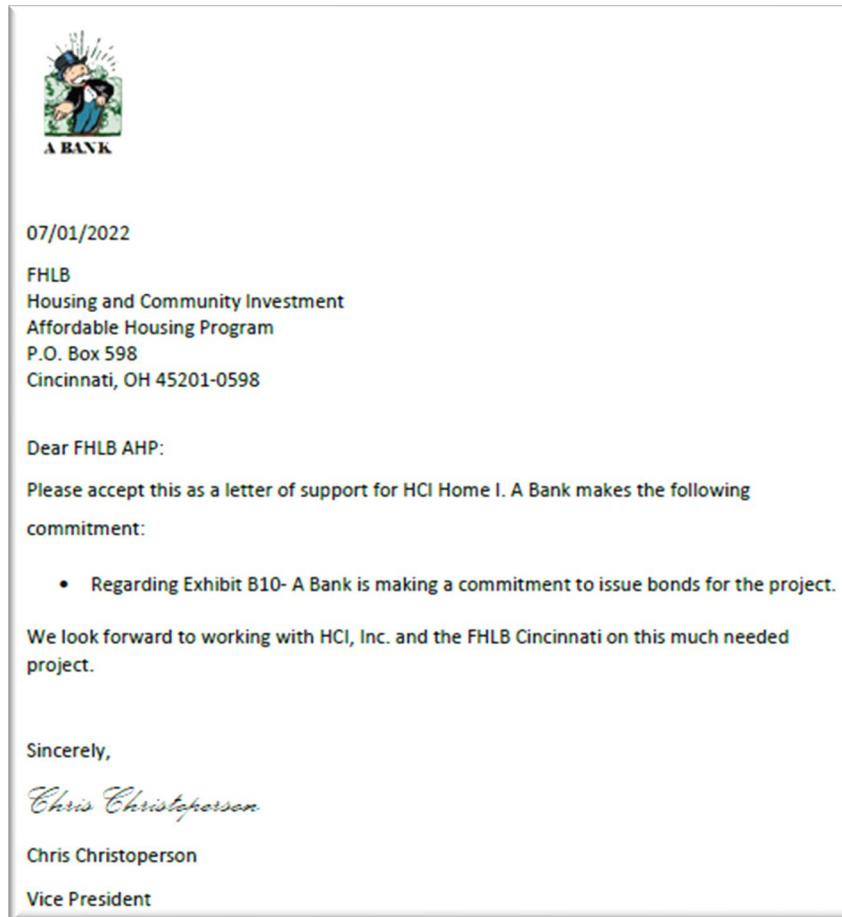 A BANK
07/01/2022
FHLB
Housing and Community Investment
Affordable Housing Program
P.O. Box 598
Cincinnati, OH 45201-0598
Dear FHLB AHP:
Please accept this as a letter of support for HCI Home I. A Bank makes the following
commitment:
• Regarding Exhibit B10- A Bank is making a commitment to issue bonds for the project.
We look forward to working with HCI, Inc. and the FHLB Cincinnati on this much needed
project.
Sincerely,
Chris Christoperson
Chris Christoperson
Vice President